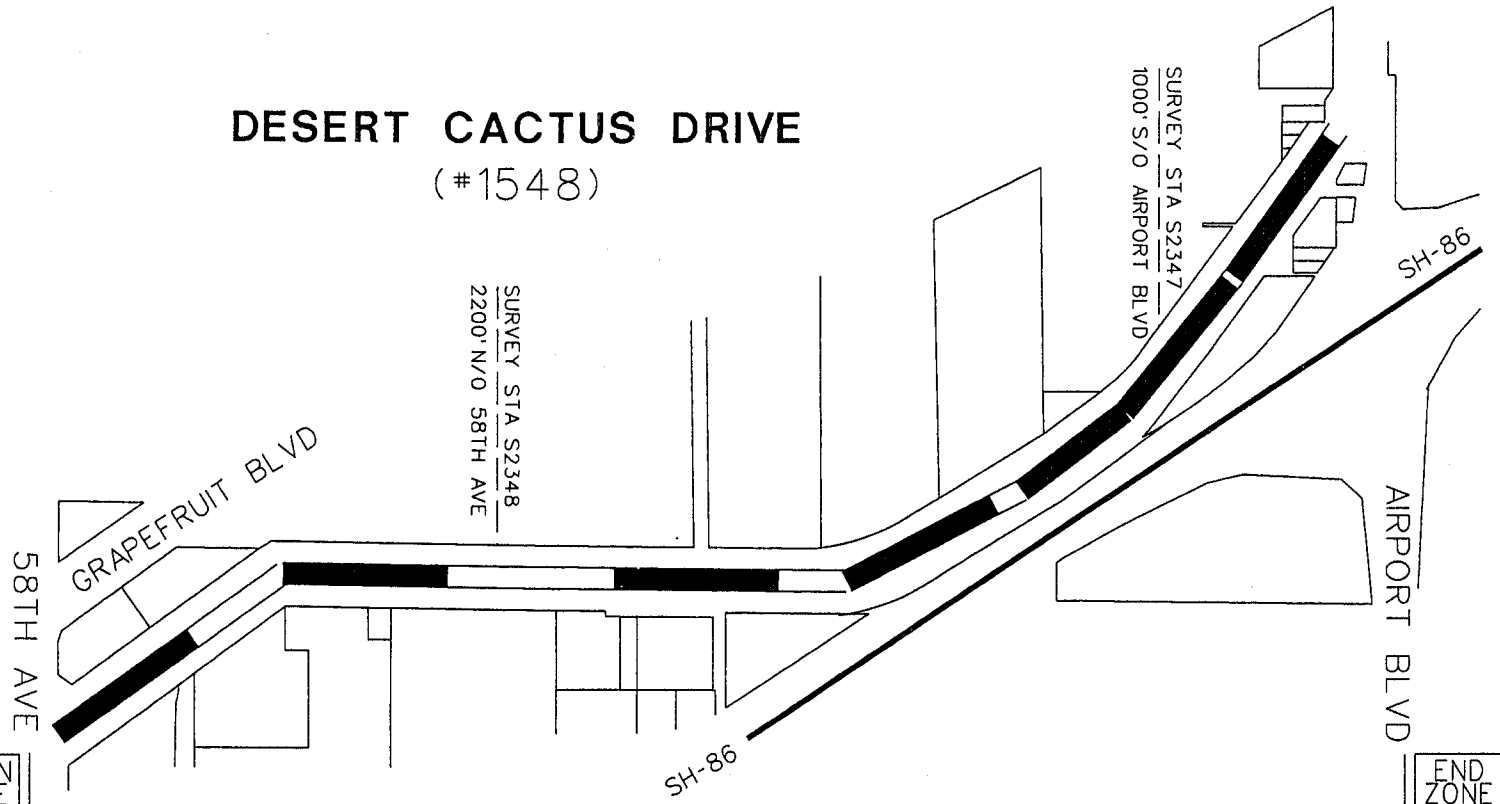 DESERT CACTUS DRIVE
(#1548)
SURVEY STA S2347
1000' S/O AIRPORT BLVD
SH-86
SURVEY STA S2348
2200' N/O 58TH AVE
GRAPEFRUIT BLVD
58TH AVE
AIRPORT BLVD
SH-86
END
ZONE